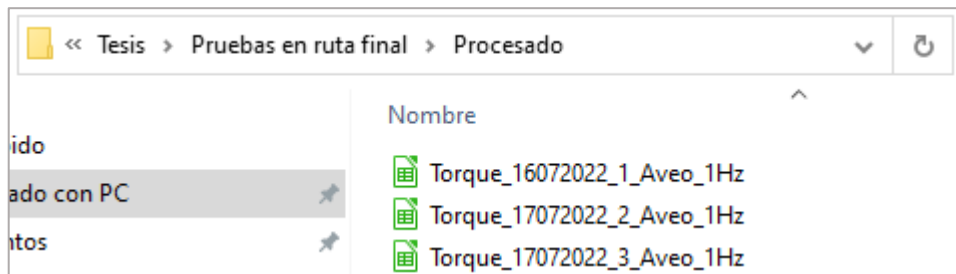 « Tesis > Pruebas en ruta final > Procesado
Nombre
ido
ado con PC
ntos
Torque_16072022_1_Aveo_1Hz
Torque_17072022_2_Aveo_1Hz
Torque_17072022_3_Aveo_1Hz